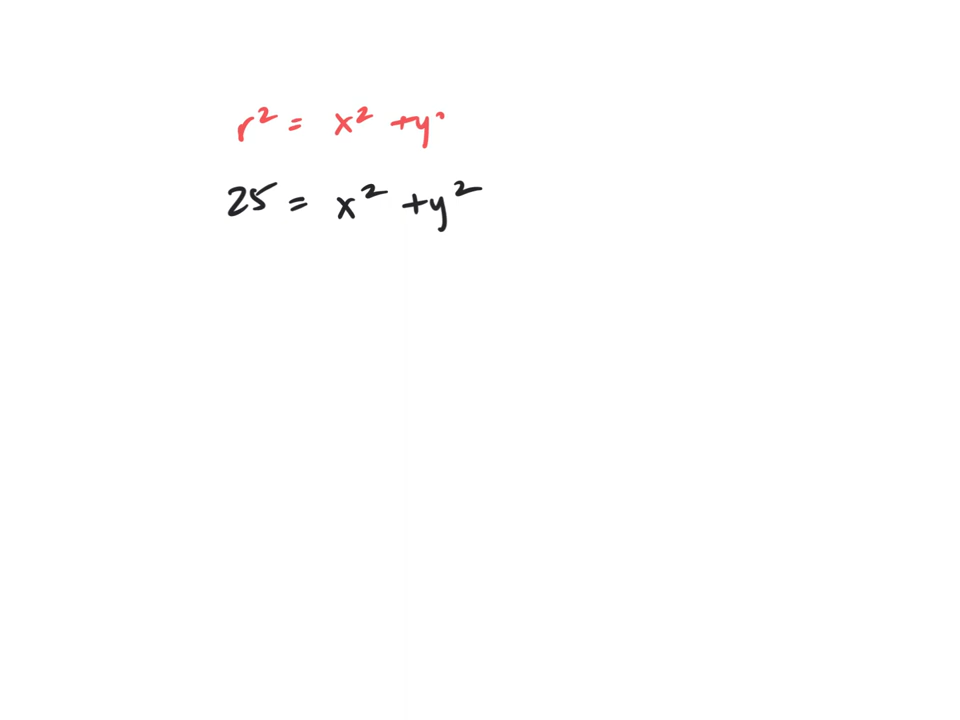 r² = x² + y²
25 = x² + y²